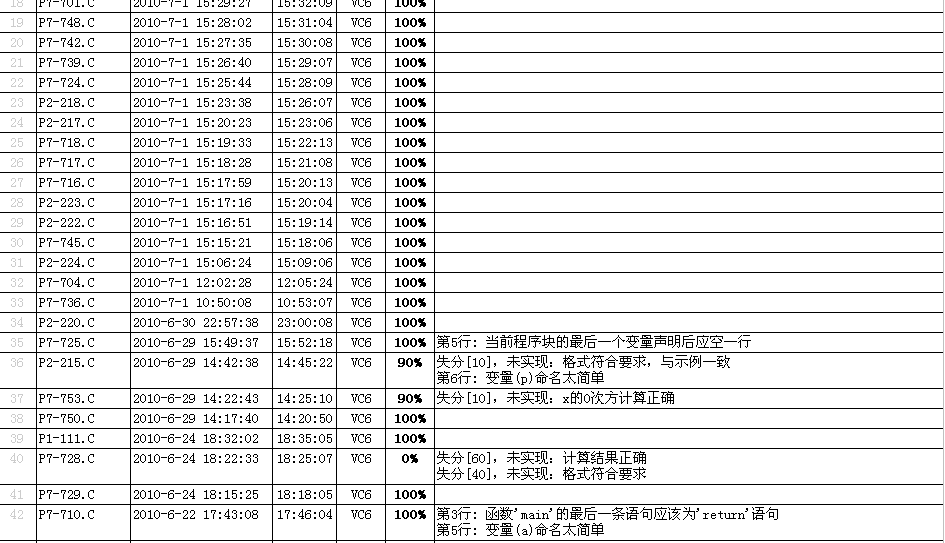 18 P7-701.C 2010-7-1 15:29:27 15:32:09 VC6 100%
19 P7-748.C 2010-7-1 15:28:02 15:31:04 VC6 100%
20 P7-742.C 2010-7-1 15:27:35 15:30:08 VC6 100%
21 P7-739.C 2010-7-1 15:26:40 15:29:07 VC6 100%
22 P7-724.C 2010-7-1 15:25:44 15:28:09 VC6 100%
23 P2-218.C 2010-7-1 15:23:38 15:26:07 VC6 100%
24 P2-217.C 2010-7-1 15:20:23 15:23:06 VC6 100%
25 P7-718.C 2010-7-1 15:19:33 15:22:13 VC6 100%
26 P7-717.C 2010-7-1 15:18:28 15:21:08 VC6 100%
27 P7-716.C 2010-7-1 15:17:59 15:20:13 VC6 100%
28 P2-223.C 2010-7-1 15:17:16 15:20:04 VC6 100%
29 P2-222.C 2010-7-1 15:16:51 15:19:14 VC6 100%
30 P7-745.C 2010-7-1 15:15:21 15:18:06 VC6 100%
31 P2-224.C 2010-7-1 15:06:24 15:09:06 VC6 100%
32 P7-704.C 2010-7-1 12:02:28 12:05:24 VC6 100%
33 P7-736.C 2010-7-1 10:50:08 10:53:07 VC6 100%
34 P2-220.C 2010-6-30 22:57:38 23:00:08 VC6 100%
35 P7-725.C 2010-6-29 15:49:37 15:52:18 VC6 100% 第5行: 当前程序块的最后一个变量声明后应空一行
36 P2-215.C 2010-6-29 14:42:38 14:45:22 VC6 90% 失分[10], 未实现: 格式符合要求, 与示例一致
第6行: 变量(p)命名太简单
37 P7-753.C 2010-6-29 14:22:43 14:25:10 VC6 90% 失分[10], 未实现: x的0次方计算正确
38 P7-750.C 2010-6-29 14:17:40 14:20:50 VC6 100%
39 P1-111.C 2010-6-24 18:32:02 18:35:05 VC6 100%
40 P7-728.C 2010-6-24 18:22:33 18:25:07 VC6 0% 失分[60], 未实现: 计算结果正确
失分[40], 未实现: 格式符合要求
41 P7-729.C 2010-6-24 18:15:25 18:18:05 VC6 100%
42 P7-710.C 2010-6-22 17:43:08 17:46:04 VC6 100% 第3行: 函数'main'的最后一条语句应该为'return'语句
第5行: 变量(a)命名太简单